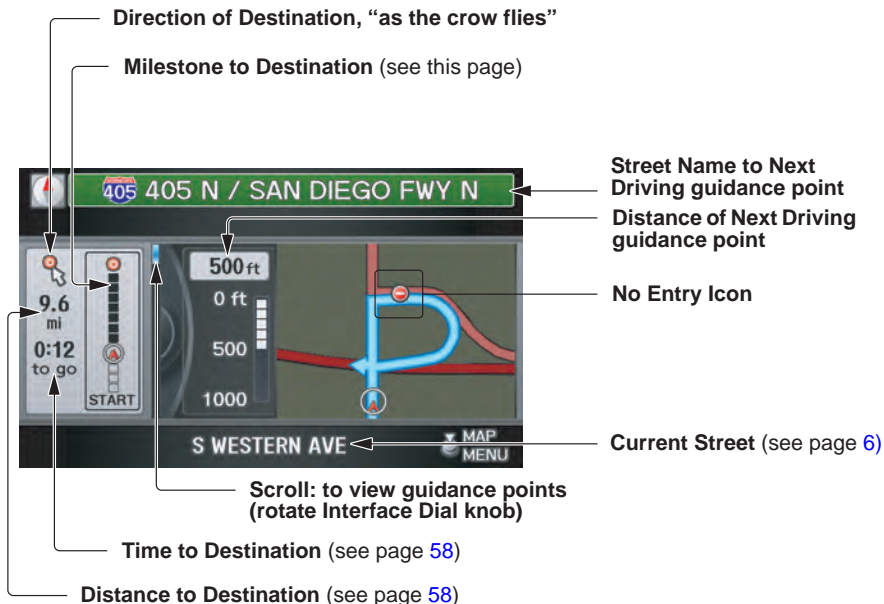 Direction of Destination, “as the crow flies”
Milestone to Destination (see this page)
405 405 N / SAN DIEGO FWY N
Street Name to Next
Driving guidance point
Distance of Next Driving
guidance point
No Entry Icon
9.6
mi
0:12
to go
START
500 ft
0 ft
500
1000
S WESTERN AVE
MAP
MENU
Current Street (see page 6)
Scroll: to view guidance points
(rotate Interface Dial knob)
Time to Destination (see page 58)
Distance to Destination (see page 58)